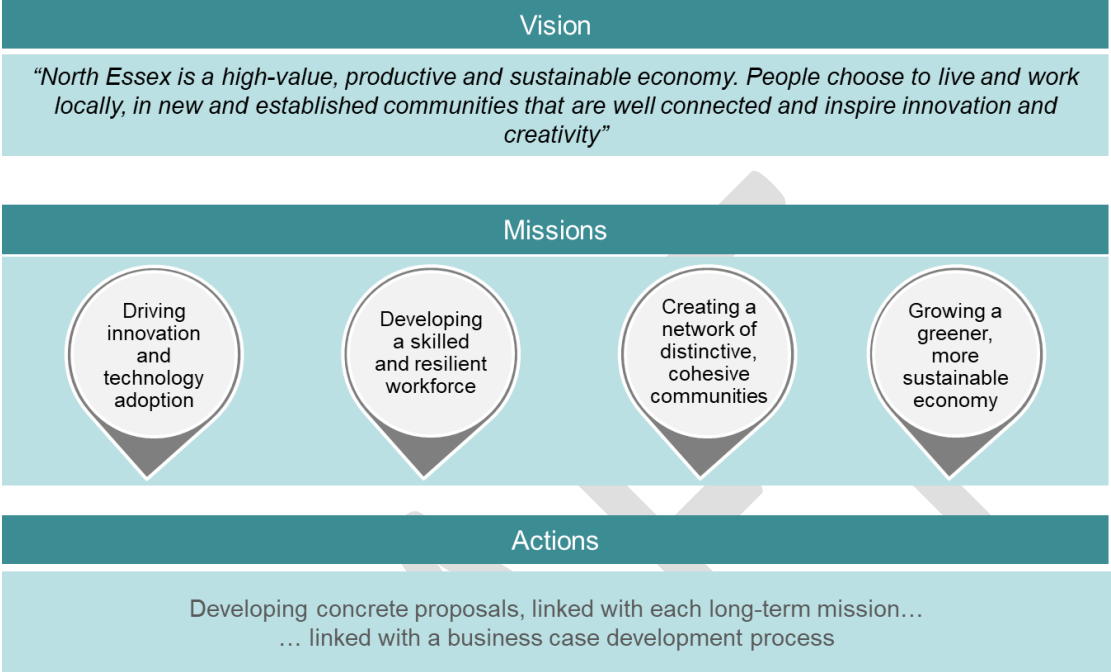 Vision
“North Essex is a high-value, productive and sustainable economy. People choose to live and work
locally, in new and established communities that are well connected and inspire innovation and
creativity”
Missions
Driving
innovation
and
technology
adoption
Developing
a skilled
and resilient
workforce
Creating a
network of
distinctive,
cohesive
communities
Growing a
greener,
more
sustainable
economy
Actions
Developing concrete proposals, linked with each long-term mission…
… linked with a business case development process